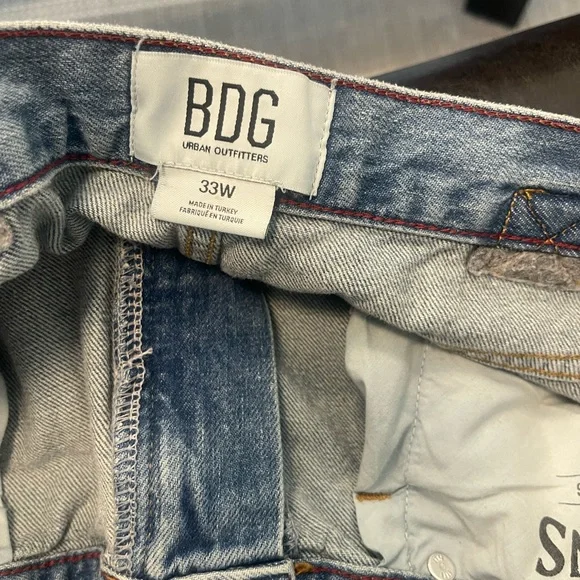 BDG
URBAN OUTFITTERS
33W
MADE IN TURKEY
FABRIQUÉ EN TURQUIE